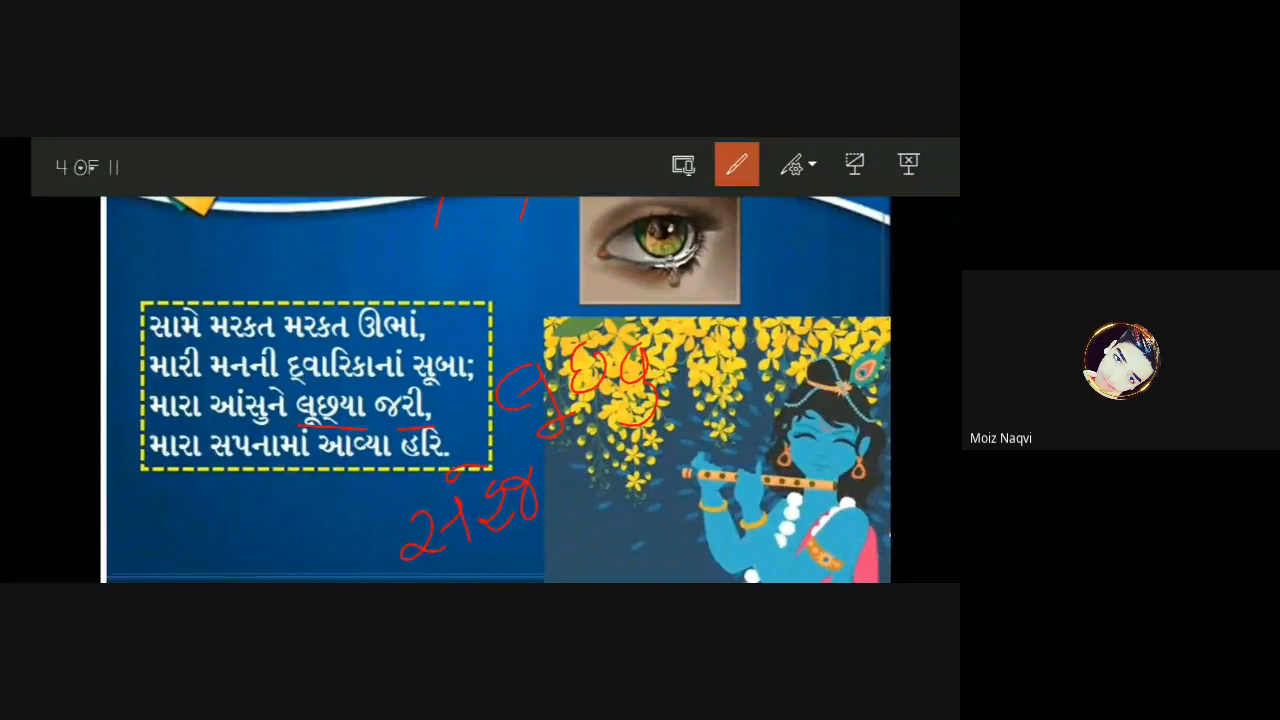 4 OF 11
સામે મરકત મરકત ઊભાં,
મારી મનની દ્વારિકાનાં સૂબા;
મારા આંસુને લૂછ્યા જરી,
મારા સપનામાં આવ્યા હરિ.
Moiz Naqvi